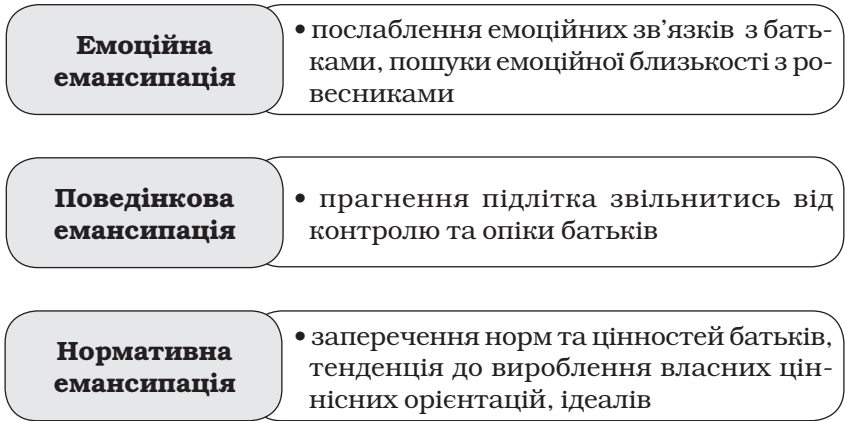 Емоційна
емансипація
• послаблення емоційних зв’язків з бать-
ками, пошуки емоційної близькості з ро-
весниками
Поведінкова
емансипація
• прагнення підлітка звільнитись від
контролю та опіки батьків
Нормативна
емансипація
• заперечення норм та цінностей батьків,
тенденція до вироблення власних цін-
нісних орієнтацій, ідеалів